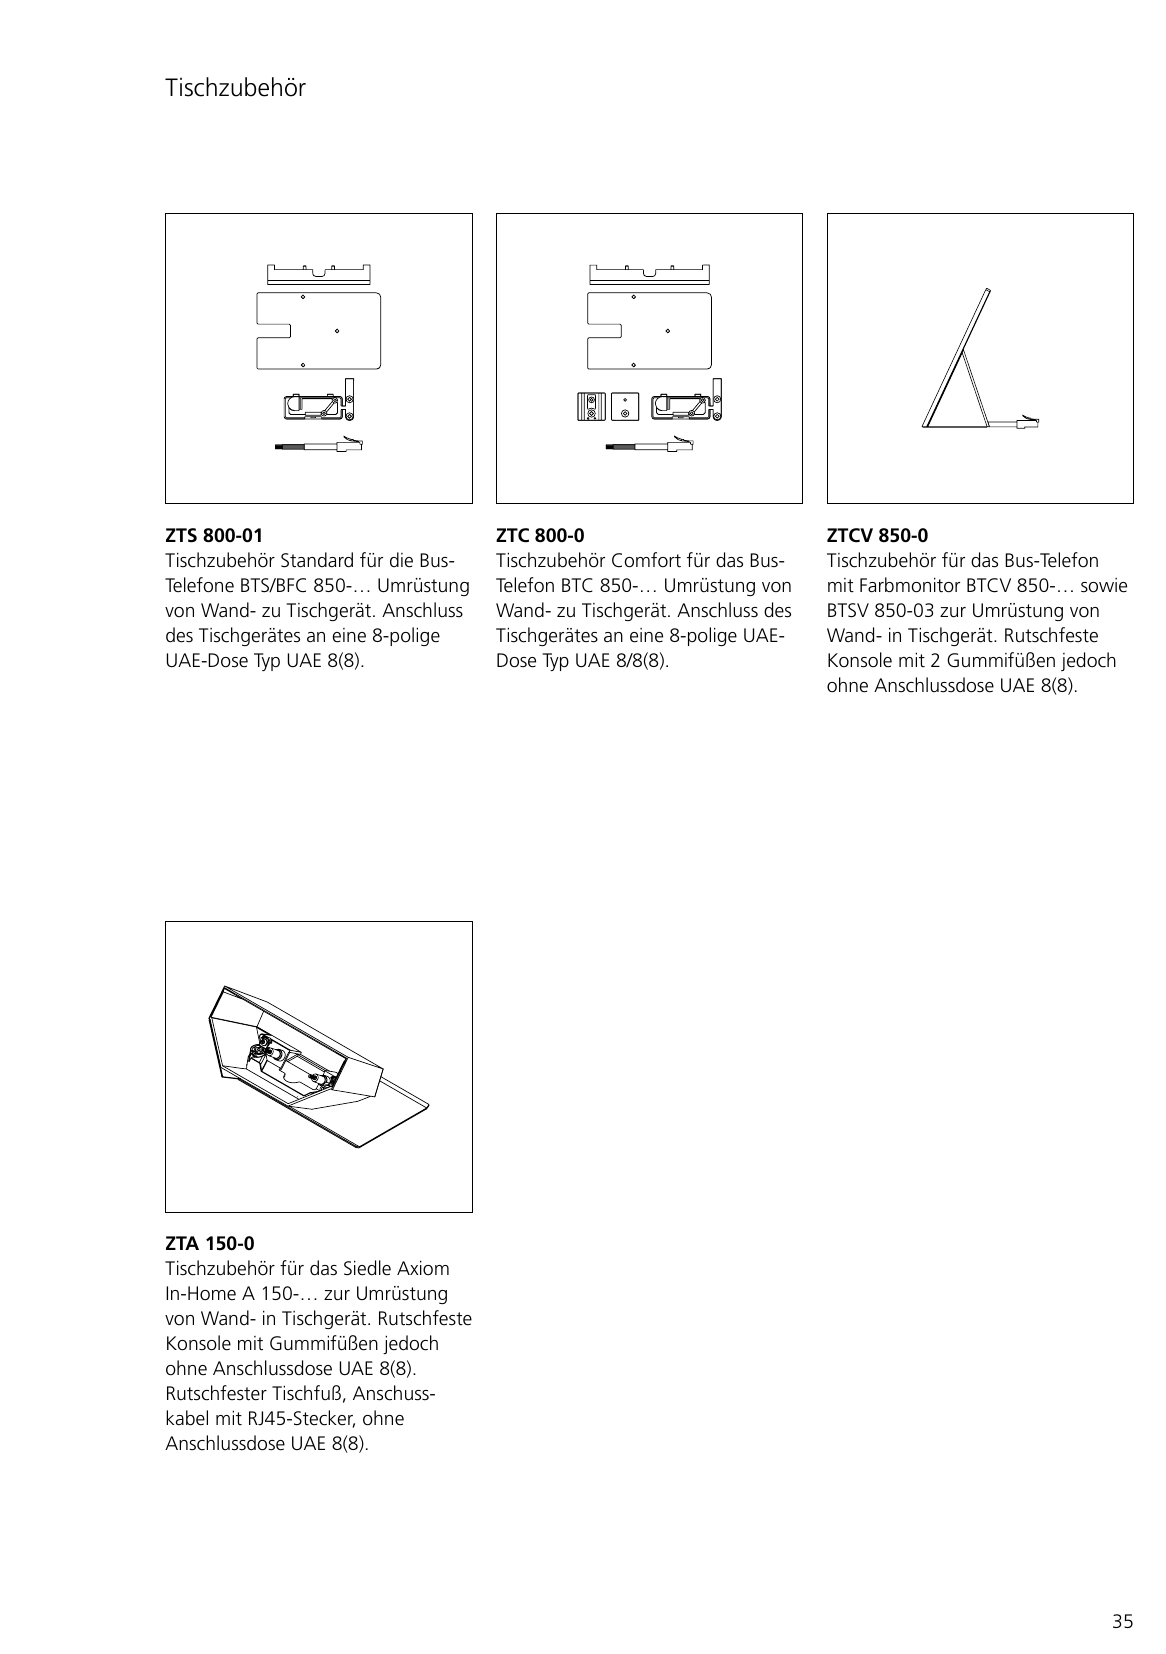 Tischzubehör
ZTS 800-01
Tischzubehör Standard für die Bus-
Telefone BTS/BFC 850-… Umrüstung
von Wand- zu Tischgerät. Anschluss
des Tischgerätes an eine 8-polige
UAE-Dose Typ UAE 8(8).
ZTC 800-0
Tischzubehör Comfort für das Bus-
Telefon BTC 850-… Umrüstung von
Wand- zu Tischgerät. Anschluss des
Tischgerätes an eine 8-polige UAE-
Dose Typ UAE 8/8(8).
ZTCV 850-0
Tischzubehör für das Bus-Telefon
mit Farbmonitor BTCV 850-… sowie
BTSV 850-03 zur Umrüstung von
Wand- in Tischgerät. Rutschfeste
Konsole mit 2 Gummifüßen jedoch
ohne Anschlussdose UAE 8(8).
ZTA 150-0
Tischzubehör für das Siedle Axiom
In-Home A 150-… zur Umrüstung
von Wand- in Tischgerät. Rutschfeste
Konsole mit Gummifüßen jedoch
ohne Anschlussdose UAE 8(8).
Rutschfester Tischfuß, Anschuss-
kabel mit RJ45-Stecker, ohne
Anschlussdose UAE 8(8).
35